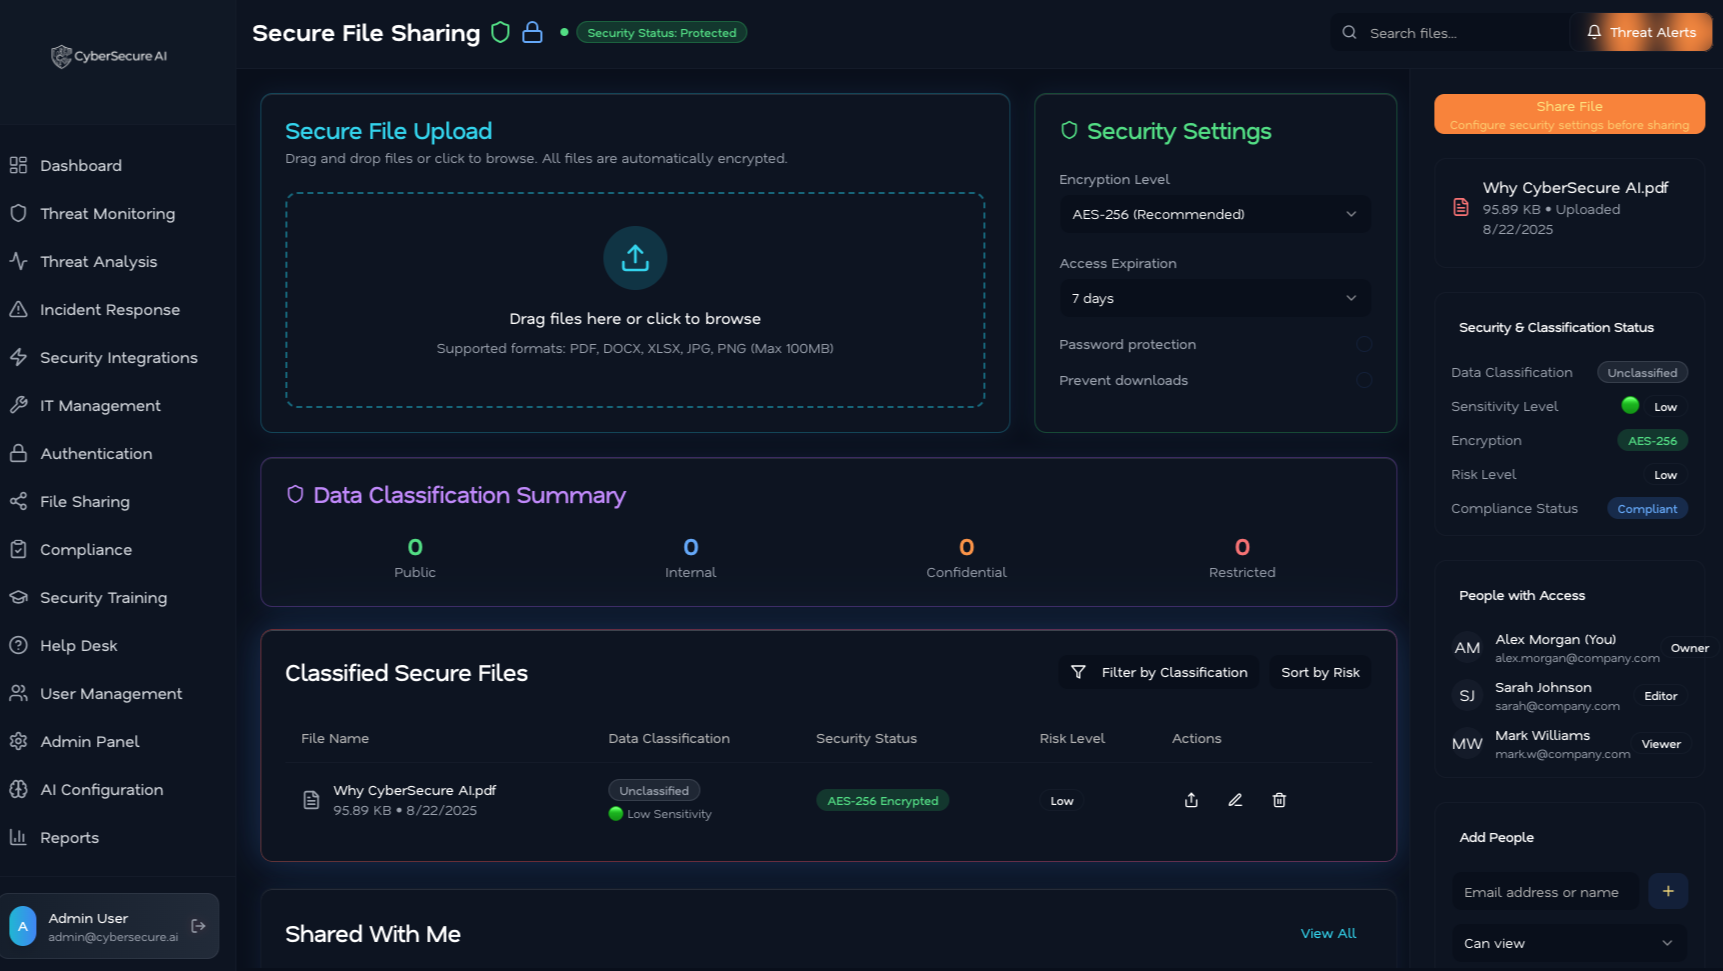 CyberSecure AI
Dashboard
Threat Monitoring
Threat Analysis
Incident Response
Security Integrations
IT Management
Authentication
File Sharing
Compliance
Security Training
Help Desk
User Management
Admin Panel
AI Configuration
Reports
A
Admin User
admin@cybersecure.ai
Secure File Sharing
Security Status: Protected
Search files...
Threat Alerts
Secure File Upload
Drag and drop files or click to browse. All files are automatically encrypted.
Drag files here or click to browse
Supported formats: PDF, DOCX, XLSX, JPG, PNG (Max 100MB)
Security Settings
Encryption Level
AES-256 (Recommended)
Access Expiration
7 days
Password protection
Prevent downloads
Data Classification Summary
0 0 0 0
Public Internal Confidential Restricted
Classified Secure Files
Filter by Classification
Sort by Risk
File Name Data Classification Security Status Risk Level Actions
Why CyberSecure AI.pdf
95.89 KB • 8/22/2025
Unclassified
Low Sensitivity
AES-256 Encrypted
Low
Shared With Me
View All
Share File
Configure security settings before sharing
Why CyberSecure AI.pdf
95.89 KB • Uploaded
8/22/2025
Security & Classification Status
Data Classification Unclassified
Sensitivity Level Low
Encryption AES-256
Risk Level Low
Compliance Status Compliant
People with Access
AM
Alex Morgan (You)
alex.morgan@company.com
Owner
SJ
Sarah Johnson
sarah@company.com
Editor
MW
Mark Williams
mark.w@company.com
Viewer
Add People
Email address or name
+
Can view